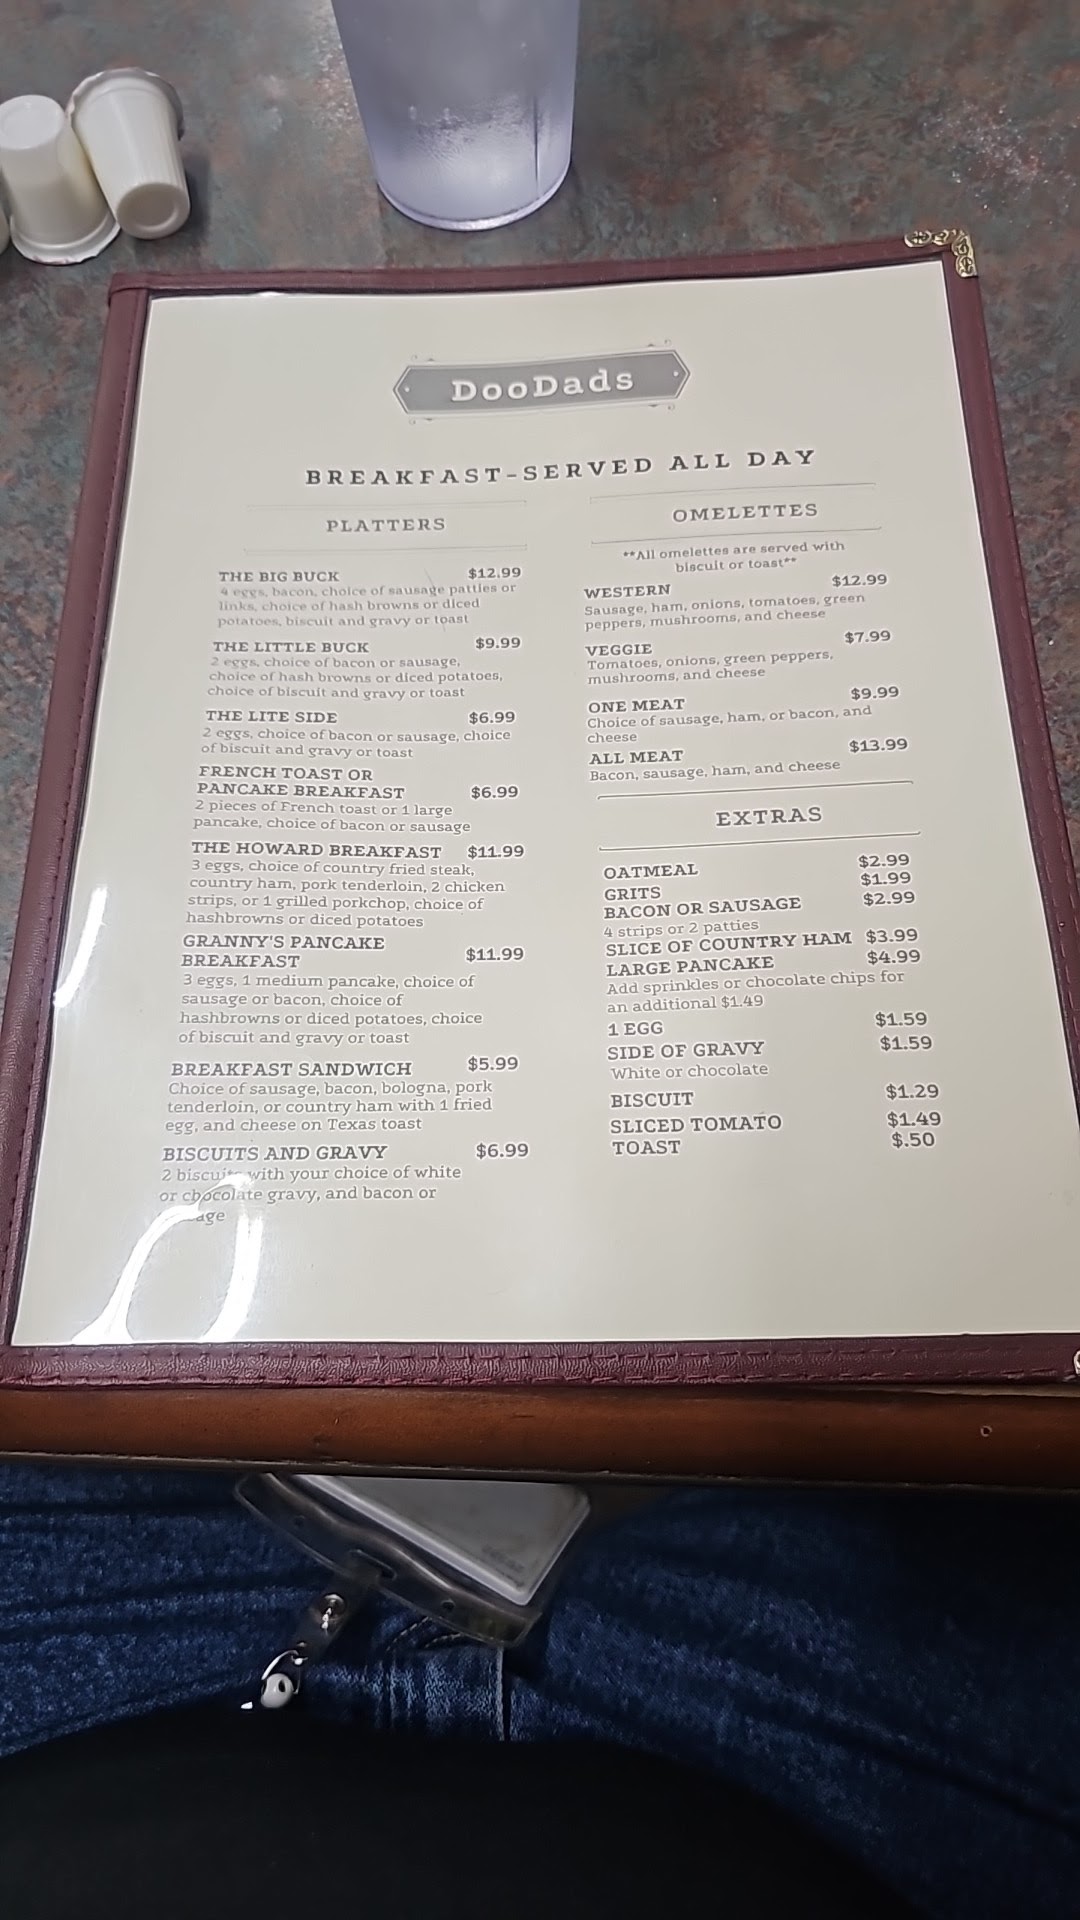 DooDads
BREAKFAST-SERVED ALL DAY
PLATTERS
THE BIG BUCK $12.99
4 eggs, bacon, choice of sausage patties or
links, choice of hash browns or diced
potatoes, biscuit and gravy or toast
THE LITTLE BUCK $9.99
2 eggs, choice of bacon or sausage,
choice of hash browns or diced potatoes,
choice of biscuit and gravy or toast
THE LITE SIDE $6.99
2 eggs, choice of bacon or sausage, choice
of biscuit and gravy or toast
FRENCH TOAST OR
PANCAKE BREAKFAST $6.99
2 pieces of French toast or 1 large
pancake, choice of bacon or sausage
THE HOWARD BREAKFAST $11.99
3 eggs, choice of country fried steak,
country ham, pork tenderloin, 2 chicken
strips, or 1 grilled porkchop, choice of
hashbrowns or diced potatoes
GRANNY'S PANCAKE
BREAKFAST $11.99
3 eggs, 1 medium pancake, choice of
sausage or bacon, choice of
hashbrowns or diced potatoes, choice
of biscuit and gravy or toast
BREAKFAST SANDWICH $5.99
Choice of sausage, bacon, bologna, pork
tenderloin, or country ham with 1 fried
egg, and cheese on Texas toast
BISCUITS AND GRAVY $6.99
2 biscuits with your choice of white
or chocolate gravy, and bacon or
OMELETTES
**All omelettes are served with
biscuit or toast**
WESTERN $12.99
Sausage, ham, onions, tomatoes, green
peppers, mushrooms, and cheese
VEGGIE $7.99
Tomatoes, onions, green peppers,
mushrooms, and cheese
ONE MEAT $9.99
Choice of sausage, ham, or bacon, and
cheese
ALL MEAT $13.99
Bacon, sausage, ham, and cheese
EXTRAS
OATMEAL $2.99
GRITS $1.99
BACON OR SAUSAGE $2.99
4 strips or 2 patties
SLICE OF COUNTRY HAM $3.99
LARGE PANCAKE $4.99
Add sprinkles or chocolate chips for
an additional $1.49
1 EGG $1.59
SIDE OF GRAVY $1.59
White or chocolate
BISCUIT $1.29
SLICED TOMATO $1.49
TOAST $.50